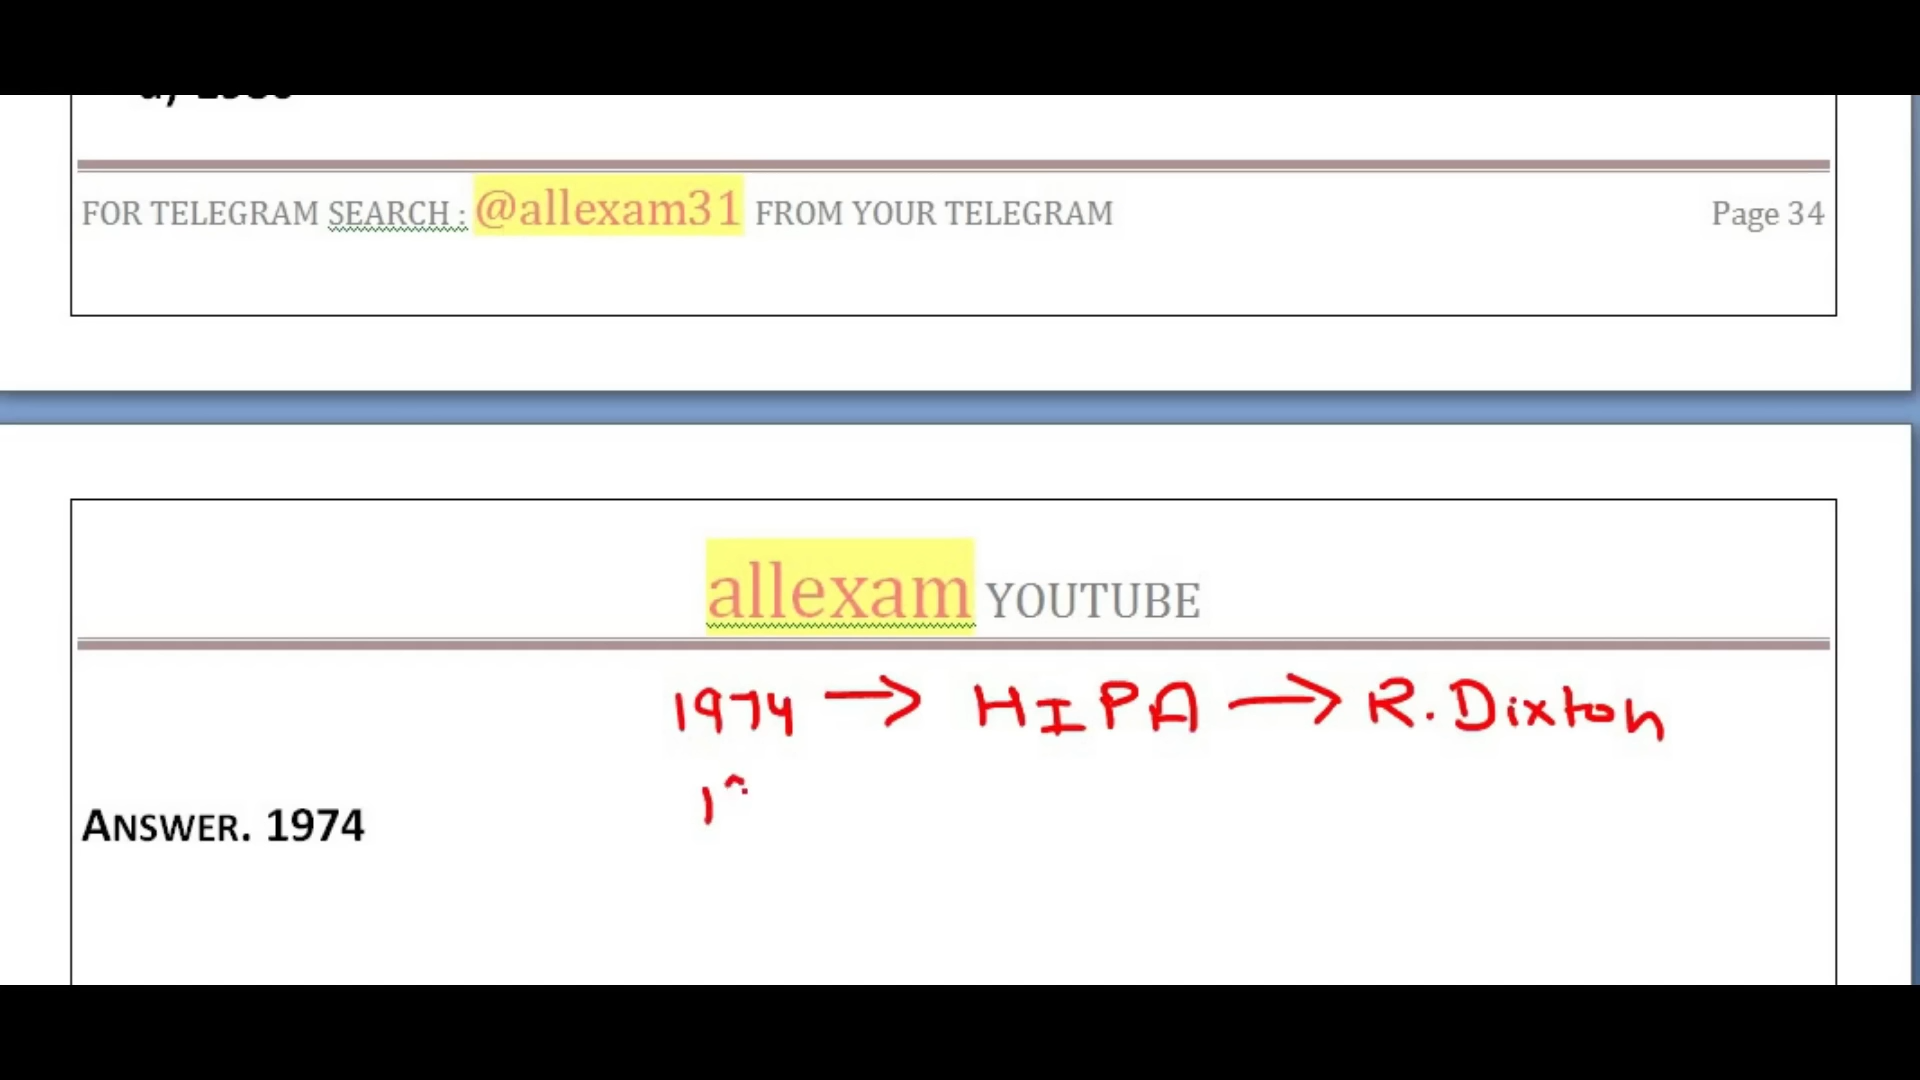 FOR TELEGRAM SEARCH : @allexam31 FROM YOUR TELEGRAM Page 34
allexam YOUTUBE
1974 → HIPA → R. Dixton
ANSWER. 1974